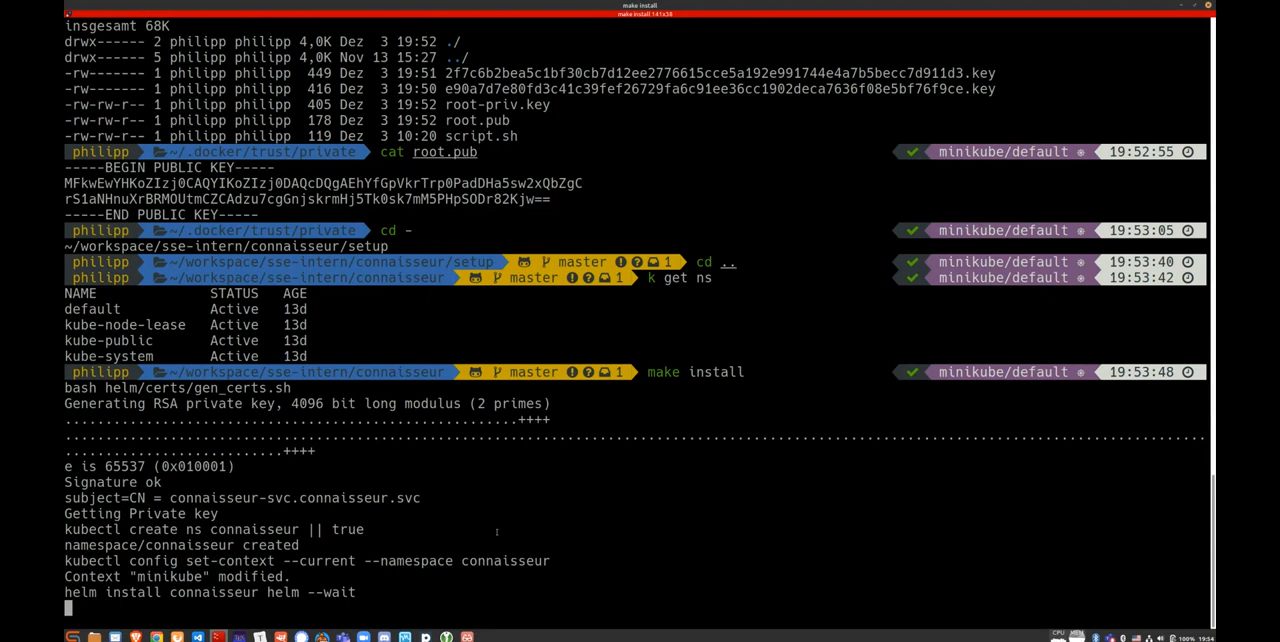 make install
make install 141x38
insgesamt 68K
drwx------ 2 philipp philipp 4,0K Dez  3 19:52 ./
drwx------ 5 philipp philipp 4,0K Nov 13 15:27 ../
-rw------- 1 philipp philipp  449 Dez  3 19:51 2f7c6b2bea5c1bf30cb7d12ee2776615cce5a192e991744e4a7b5becc7d911d3.key
-rw------- 1 philipp philipp  416 Dez  3 19:50 e90a7d7e80fd3c41c39fef26729fa6c91ee36cc1902deca7636f08e5bf76f9ce.key
-rw-rw-r-- 1 philipp philipp  405 Dez  3 19:52 root-priv.key
-rw-rw-r-- 1 philipp philipp  178 Dez  3 19:52 root.pub
-rw-rw-r-- 1 philipp philipp  119 Dez  3 10:20 script.sh
philipp ~/.docker/trust/private cat root.pub ✔ minikube/default 19:52:55
-----BEGIN PUBLIC KEY-----
MFkwEwYHKoZIzj0CAQYIKoZIzj0DAQcDQgAEhYfGpVkrTrp0PadDHa5sw2xQbZgC
rS1aNHnuXrBRMOUtmCZCAdzu7cgGnjskrmHj5Tk0sk7mM5PHpSODr82Kjw==
-----END PUBLIC KEY-----
philipp ~/.docker/trust/private cd - ✔ minikube/default 19:53:05
~/workspace/sse-intern/connaisseur/setup
philipp ~/workspace/sse-intern/connaisseur/setup master 1 cd .. ✔ minikube/default 19:53:40
philipp ~/workspace/sse-intern/connaisseur master 1 k get ns ✔ minikube/default 19:53:42
NAME              STATUS   AGE
default           Active   13d
kube-node-lease   Active   13d
kube-public       Active   13d
kube-system       Active   13d
philipp ~/workspace/sse-intern/connaisseur master 1 make install ✔ minikube/default 19:53:48
bash helm/certs/gen_certs.sh
Generating RSA private key, 4096 bit long modulus (2 primes)
........................................................++++
.............................................................................................................................................
...........................++++
e is 65537 (0x010001)
Signature ok
subject=CN = connaisseur-svc.connaisseur.svc
Getting Private key
kubectl create ns connaisseur || true
namespace/connaisseur created
kubectl config set-context --current --namespace connaisseur
Context "minikube" modified.
helm install connaisseur helm --wait
CPU
100% 19:54